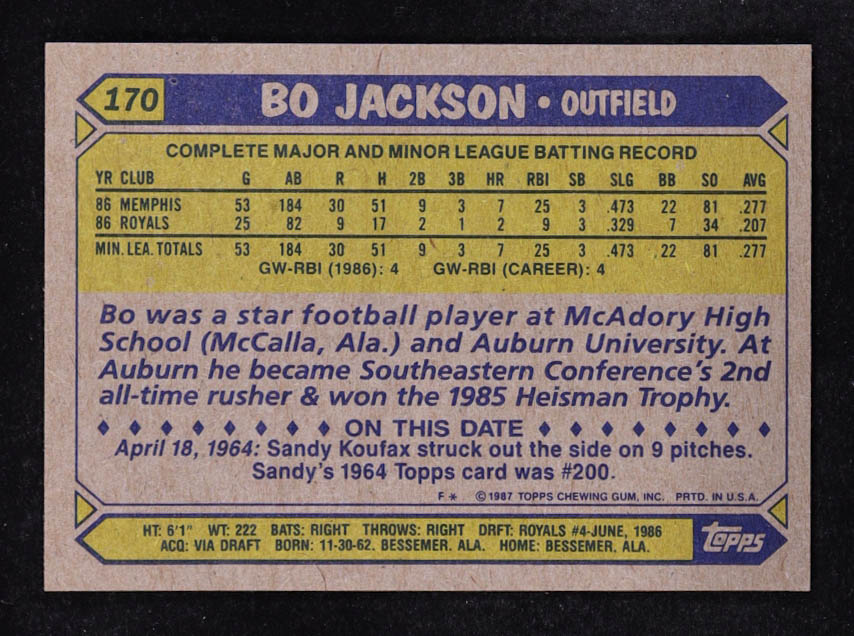 170 BO JACKSON • OUTFIELD
COMPLETE MAJOR AND MINOR LEAGUE BATTING RECORD
YR CLUB G AB R H 2B 3B HR RBI SB SLG BB SO AVG
86 MEMPHIS 53 184 30 51 9 3 7 25 3 .473 22 81 .277
86 ROYALS 25 82 9 17 2 1 2 9 3 .329 7 34 .207
MIN. LEA. TOTALS 53 184 30 51 9 3 7 25 3 .473 22 81 .277
GW-RBI (1986): 4 GW-RBI (CAREER): 4
Bo was a star football player at McAdory High
School (McCalla, Ala.) and Auburn University. At
Auburn he became Southeastern Conference's 2nd
all-time rusher & won the 1985 Heisman Trophy.
♦ ♦ ♦ ♦ ♦ ♦ ♦ ♦ ON THIS DATE ♦ ♦ ♦ ♦ ♦ ♦ ♦ ♦
April 18, 1964: Sandy Koufax struck out the side on 9 pitches.
Sandy's 1964 Topps card was #200.
F * ©1987 TOPPS CHEWING GUM, INC. PRTD. IN U.S.A.
HT: 6'1" WT: 222 BATS: RIGHT THROWS: RIGHT DRFT: ROYALS #4-JUNE, 1986
ACQ: VIA DRAFT BORN: 11-30-62, BESSEMER, ALA. HOME: BESSEMER, ALA.
topps